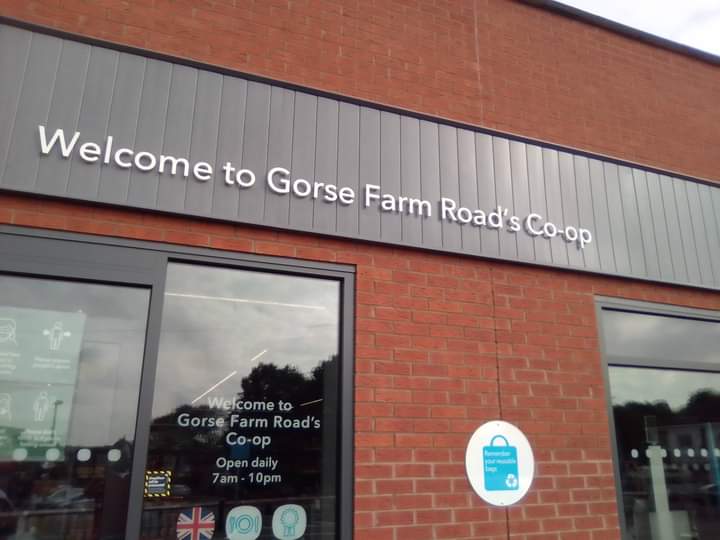 Welcome to Gorse Farm Road's Co-op
Welcome to
Gorse Farm Road's
Co-op
Open daily
7am - 10pm
Remember
your reusable
bags